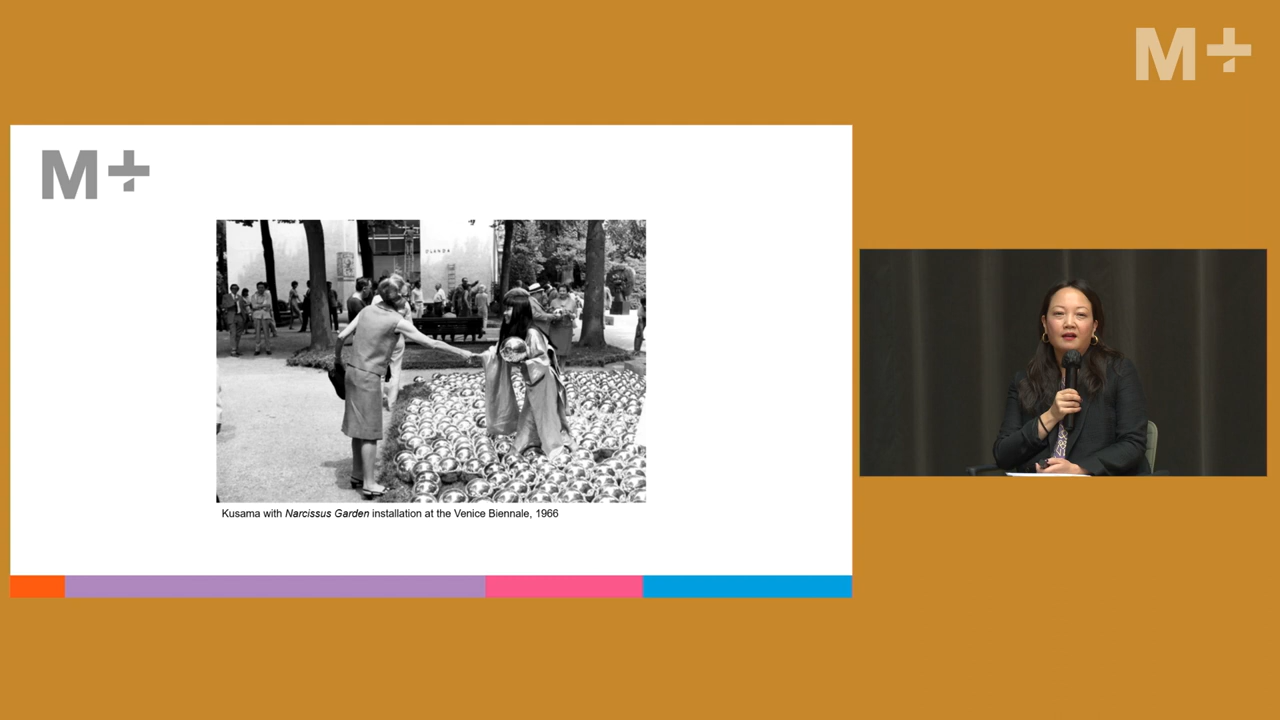 M+
M+
OLANDA
Kusama with Narcissus Garden installation at the Venice Biennale, 1966